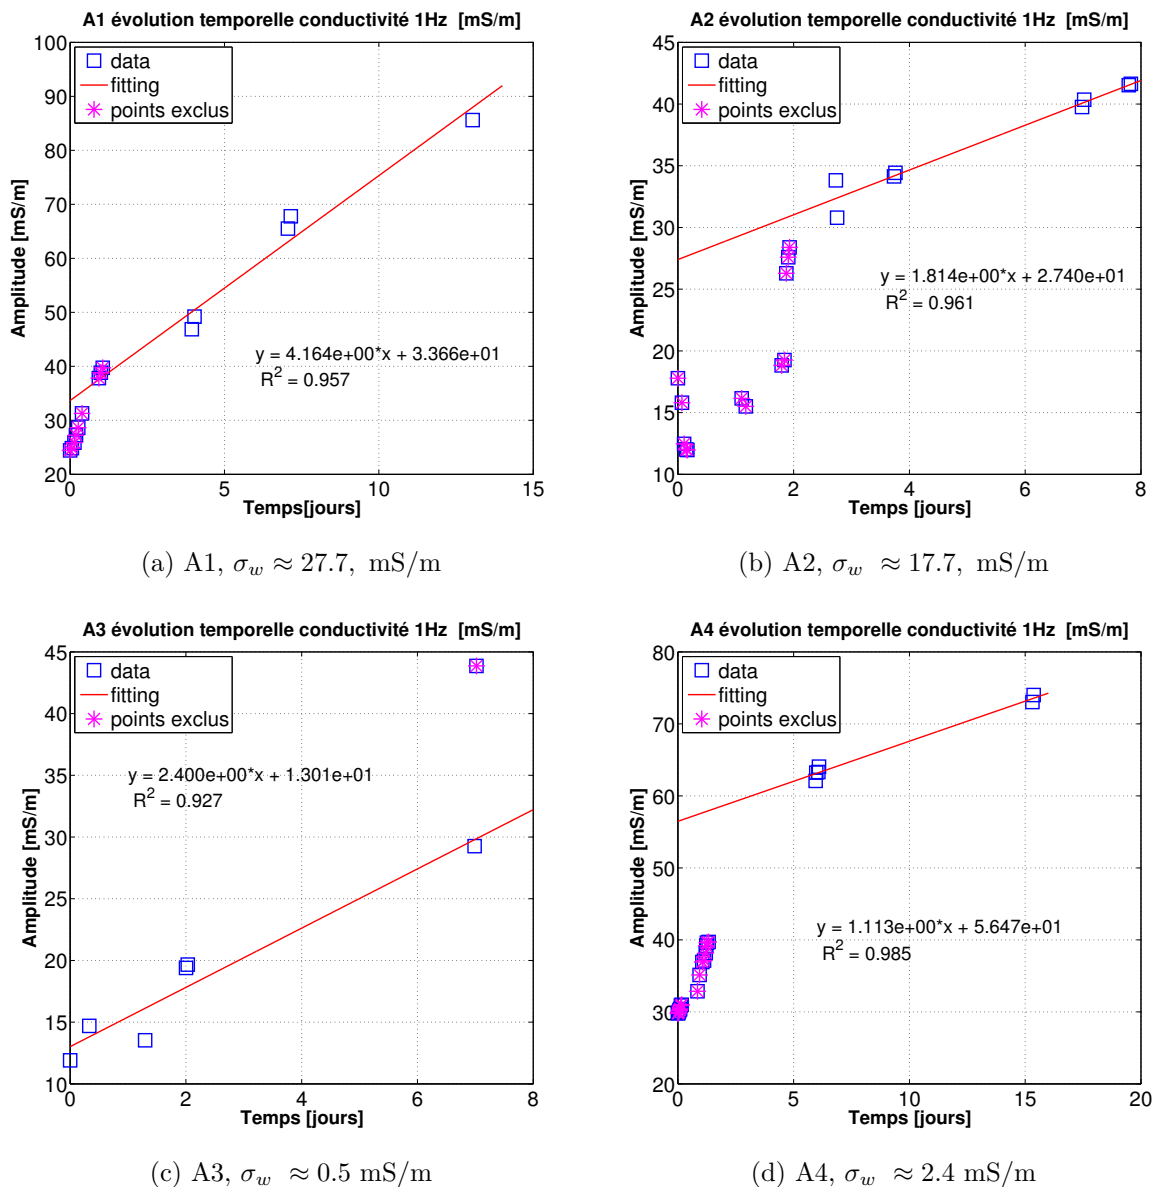 A1 évolution temporelle conductivité 1Hz [mS/m]
100
90
80
70
60
50
40
30
20
Amplitude [mS/m]
data
fitting
points exclus
y = 4.164e+00*x + 3.366e+01
R2 = 0.957
0 5 10 15
Temps[jours]
(a) A1, σw ≈ 27.7, mS/m
A2 évolution temporelle conductivité 1Hz [mS/m]
45
40
35
30
25
20
15
10
Amplitude [mS/m]
data
fitting
points exclus
y = 1.814e+00*x + 2.740e+01
R2 = 0.961
0 2 4 6 8
Temps [jours]
(b) A2, σw ≈ 17.7, mS/m
A3 évolution temporelle conductivité 1Hz [mS/m]
45
40
35
30
25
20
15
10
Amplitude [mS/m]
data
fitting
points exclus
y = 2.400e+00*x + 1.301e+01
R2 = 0.927
0 2 4 6 8
Temps [jours]
(c) A3, σw ≈ 0.5 mS/m
A4 évolution temporelle conductivité 1Hz [mS/m]
80
70
60
50
40
30
20
Amplitude [mS/m]
data
fitting
points exclus
y = 1.113e+00*x + 5.647e+01
R2 = 0.985
0 5 10 15 20
Temps [jours]
(d) A4, σw ≈ 2.4 mS/m